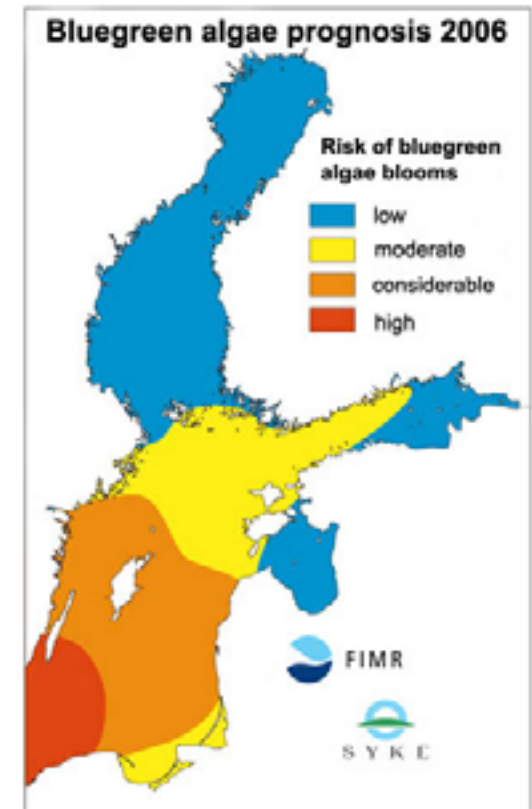 Bluegreen algae prognosis 2006
Risk of bluegreen
algae blooms
low
moderate
considerable
high
FIMR
SYKE